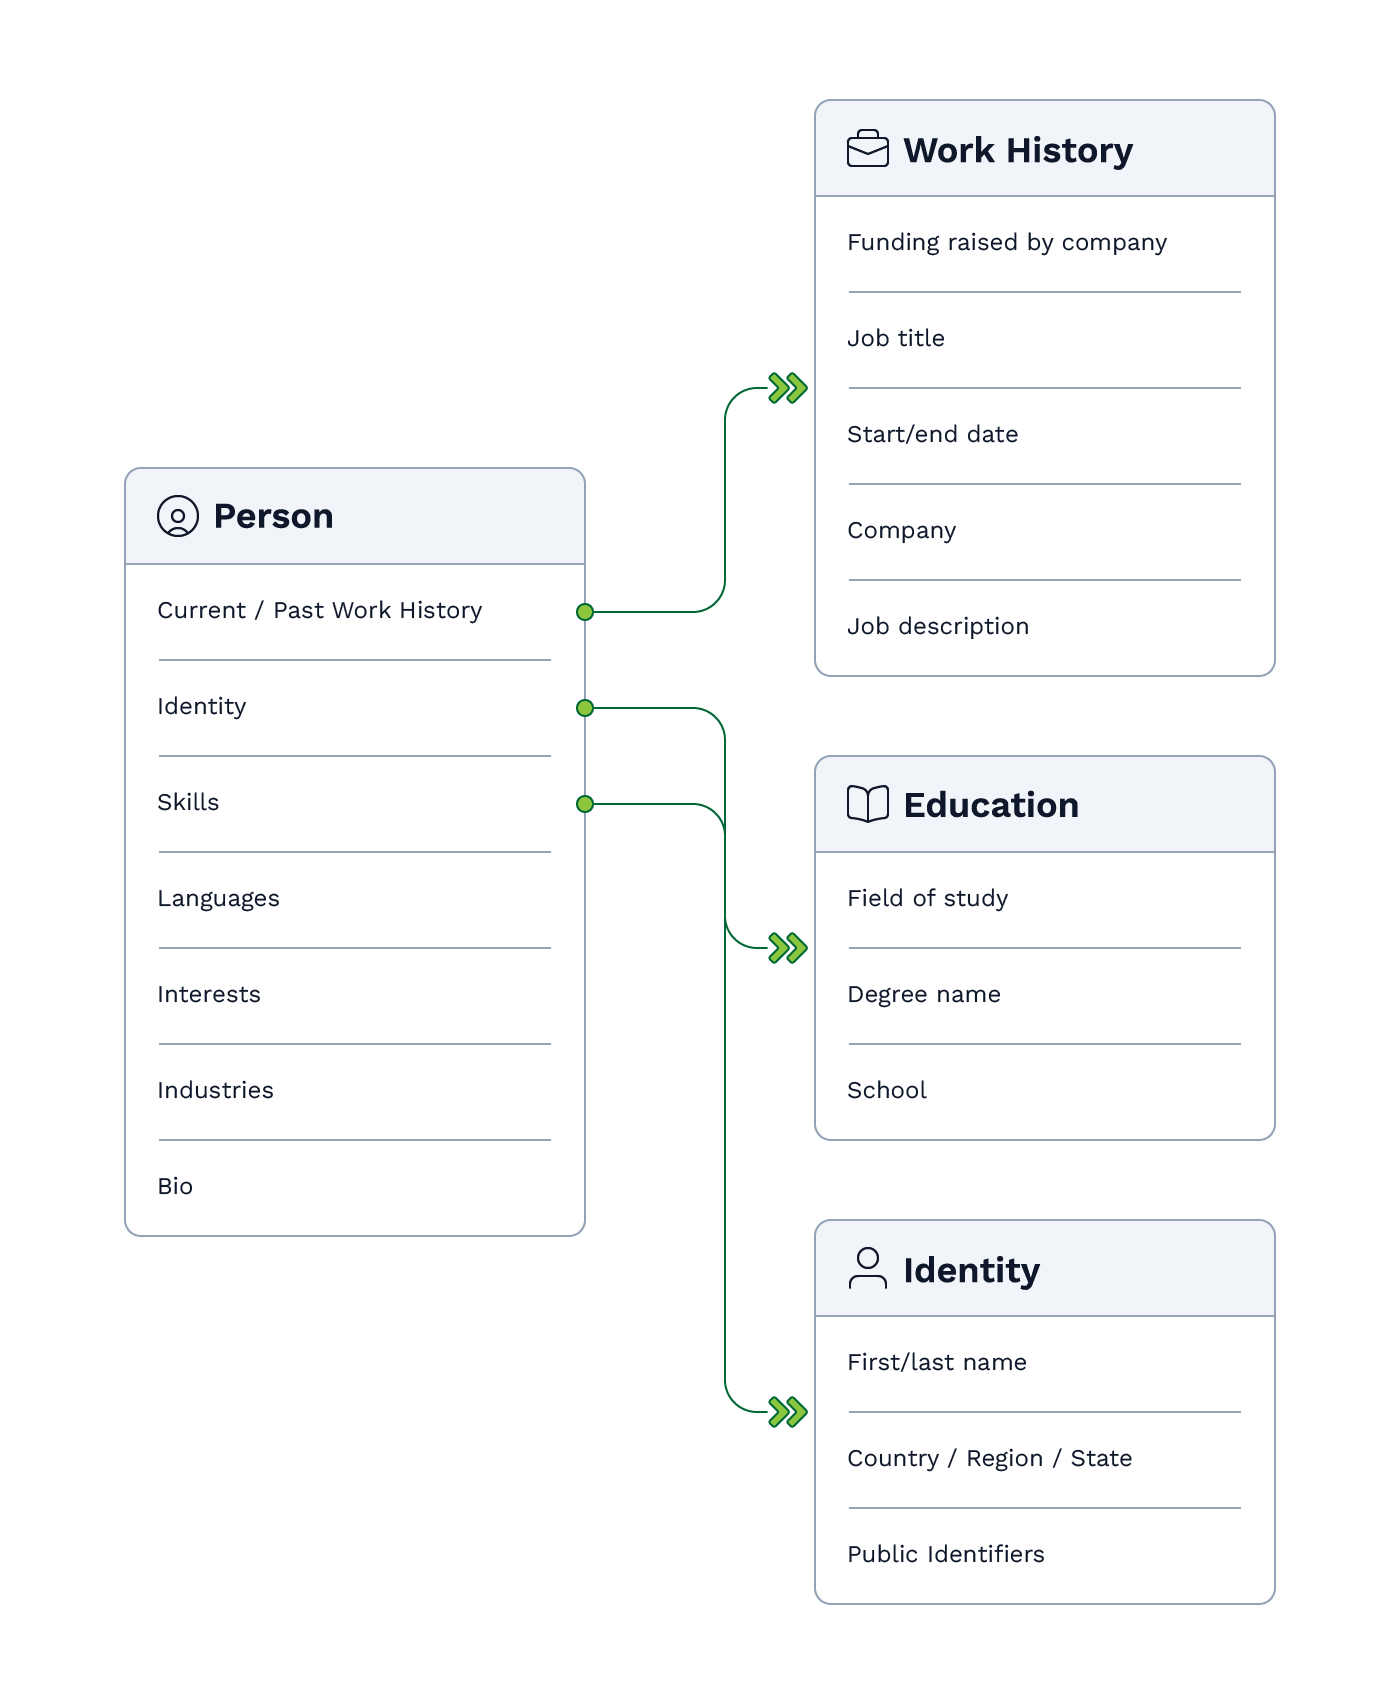 Person
Current / Past Work History
Identity
Skills
Languages
Interests
Industries
Bio
Work History
Funding raised by company
Job title
Start/end date
Company
Job description
Education
Field of study
Degree name
School
Identity
First/last name
Country / Region / State
Public Identifiers